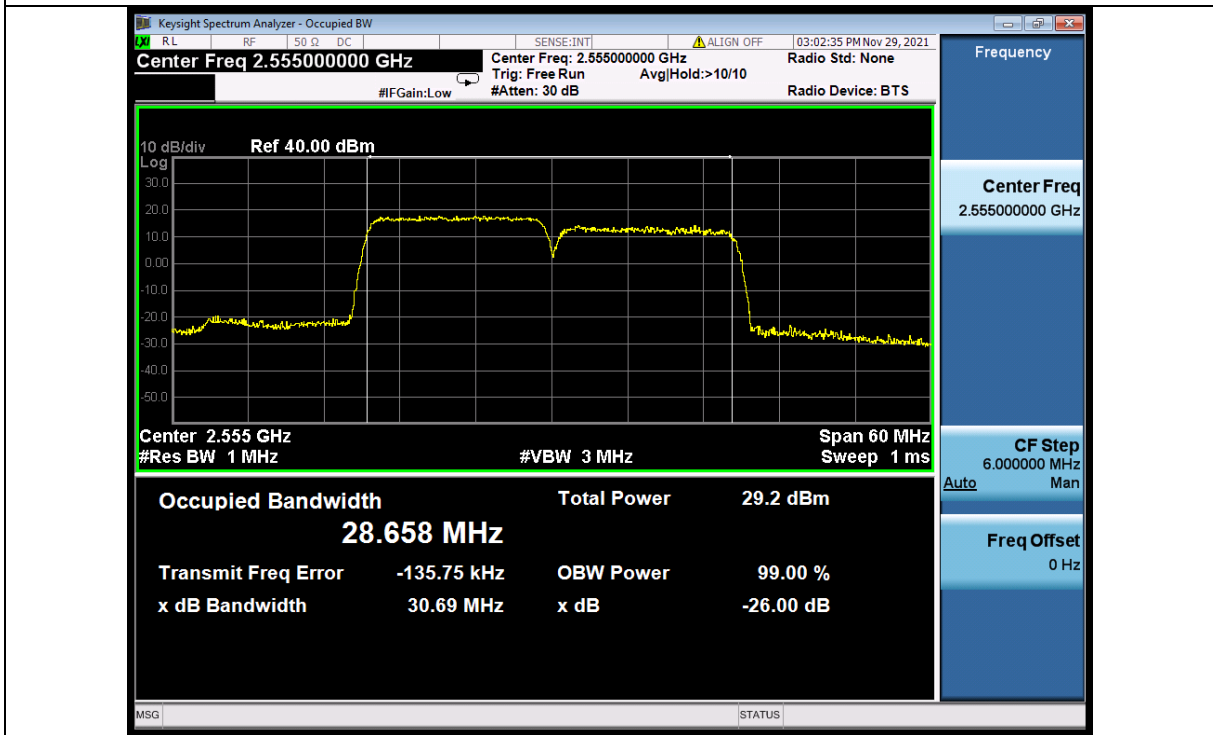 Keysight Spectrum Analyzer - Occupied BW
LXI RL RF 50 Ω DC SENSE:INT ALIGN OFF 03:02:35 PM Nov 29, 2021
Center Freq 2.555000000 GHz
Center Freq: 2.555000000 GHz
Radio Std: None
Trig: Free Run Avg|Hold:>10/10
#IFGain:Low
#Atten: 30 dB
Radio Device: BTS
10 dB/div Ref 40.00 dBm
Log
30.0
20.0
10.0
0.00
-10.0
-20.0
-30.0
-40.0
-50.0
Center 2.555 GHz Span 60 MHz
#Res BW 1 MHz #VBW 3 MHz Sweep 1 ms
Occupied Bandwidth Total Power 29.2 dBm
28.658 MHz
Transmit Freq Error -135.75 kHz OBW Power 99.00 %
x dB Bandwidth 30.69 MHz x dB -26.00 dB
Frequency
Center Freq
2.555000000 GHz
CF Step
6.000000 MHz
Auto Man
Freq Offset
0 Hz
MSG STATUS